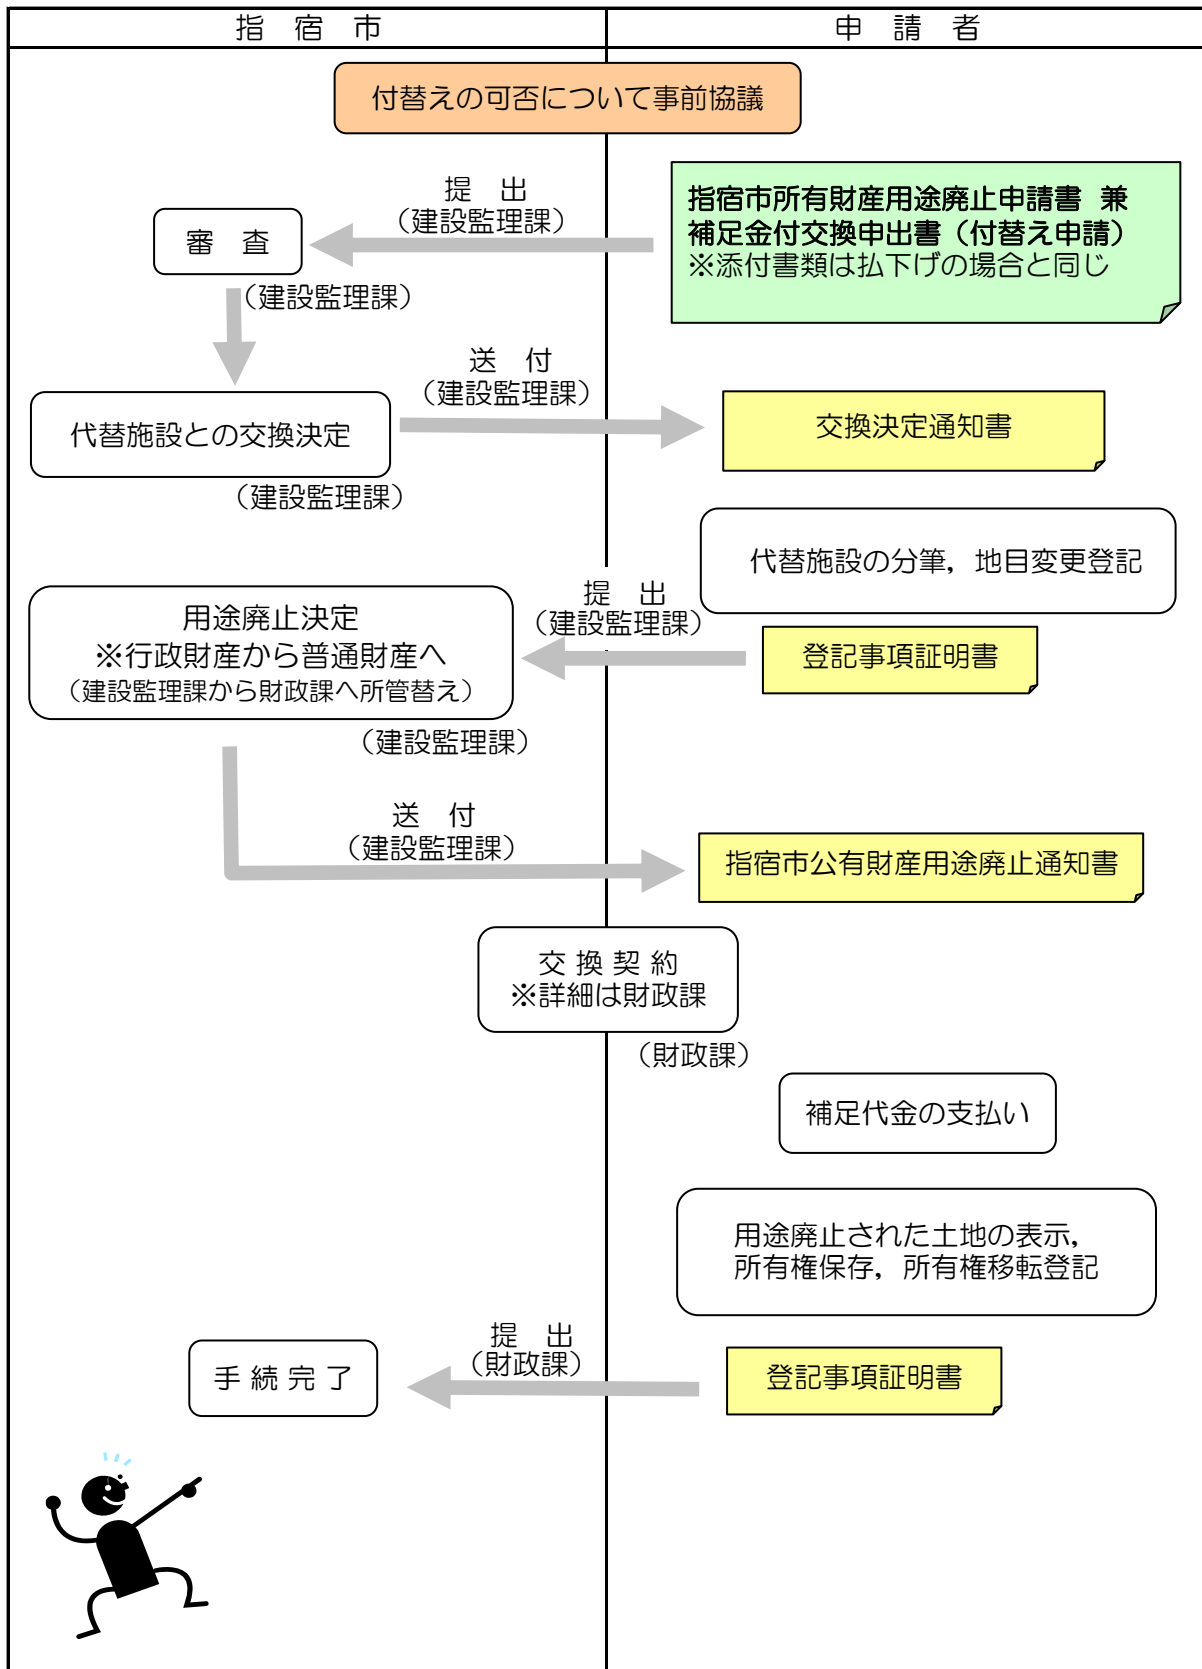 指 宿 市
申 請 者
付替えの可否について事前協議
提 出
（建設監理課）
指宿市所有財産用途廃止申請書 兼
補足金付交換申出書（付替え申請）
※添付書類は払下げの場合と同じ
審 査
（建設監理課）
送 付
（建設監理課）
代替施設との交換決定
交換決定通知書
（建設監理課）
代替施設の分筆，地目変更登記
提 出
（建設監理課）
用途廃止決定
※行政財産から普通財産へ
（建設監理課から財政課へ所管替え）
登記事項証明書
（建設監理課）
送 付
（建設監理課）
指宿市公有財産用途廃止通知書
交 換 契 約
※詳細は財政課
（財政課）
補足代金の支払い
用途廃止された土地の表示，
所有権保存，所有権移転登記
提 出
（財政課）
手 続 完 了
登記事項証明書